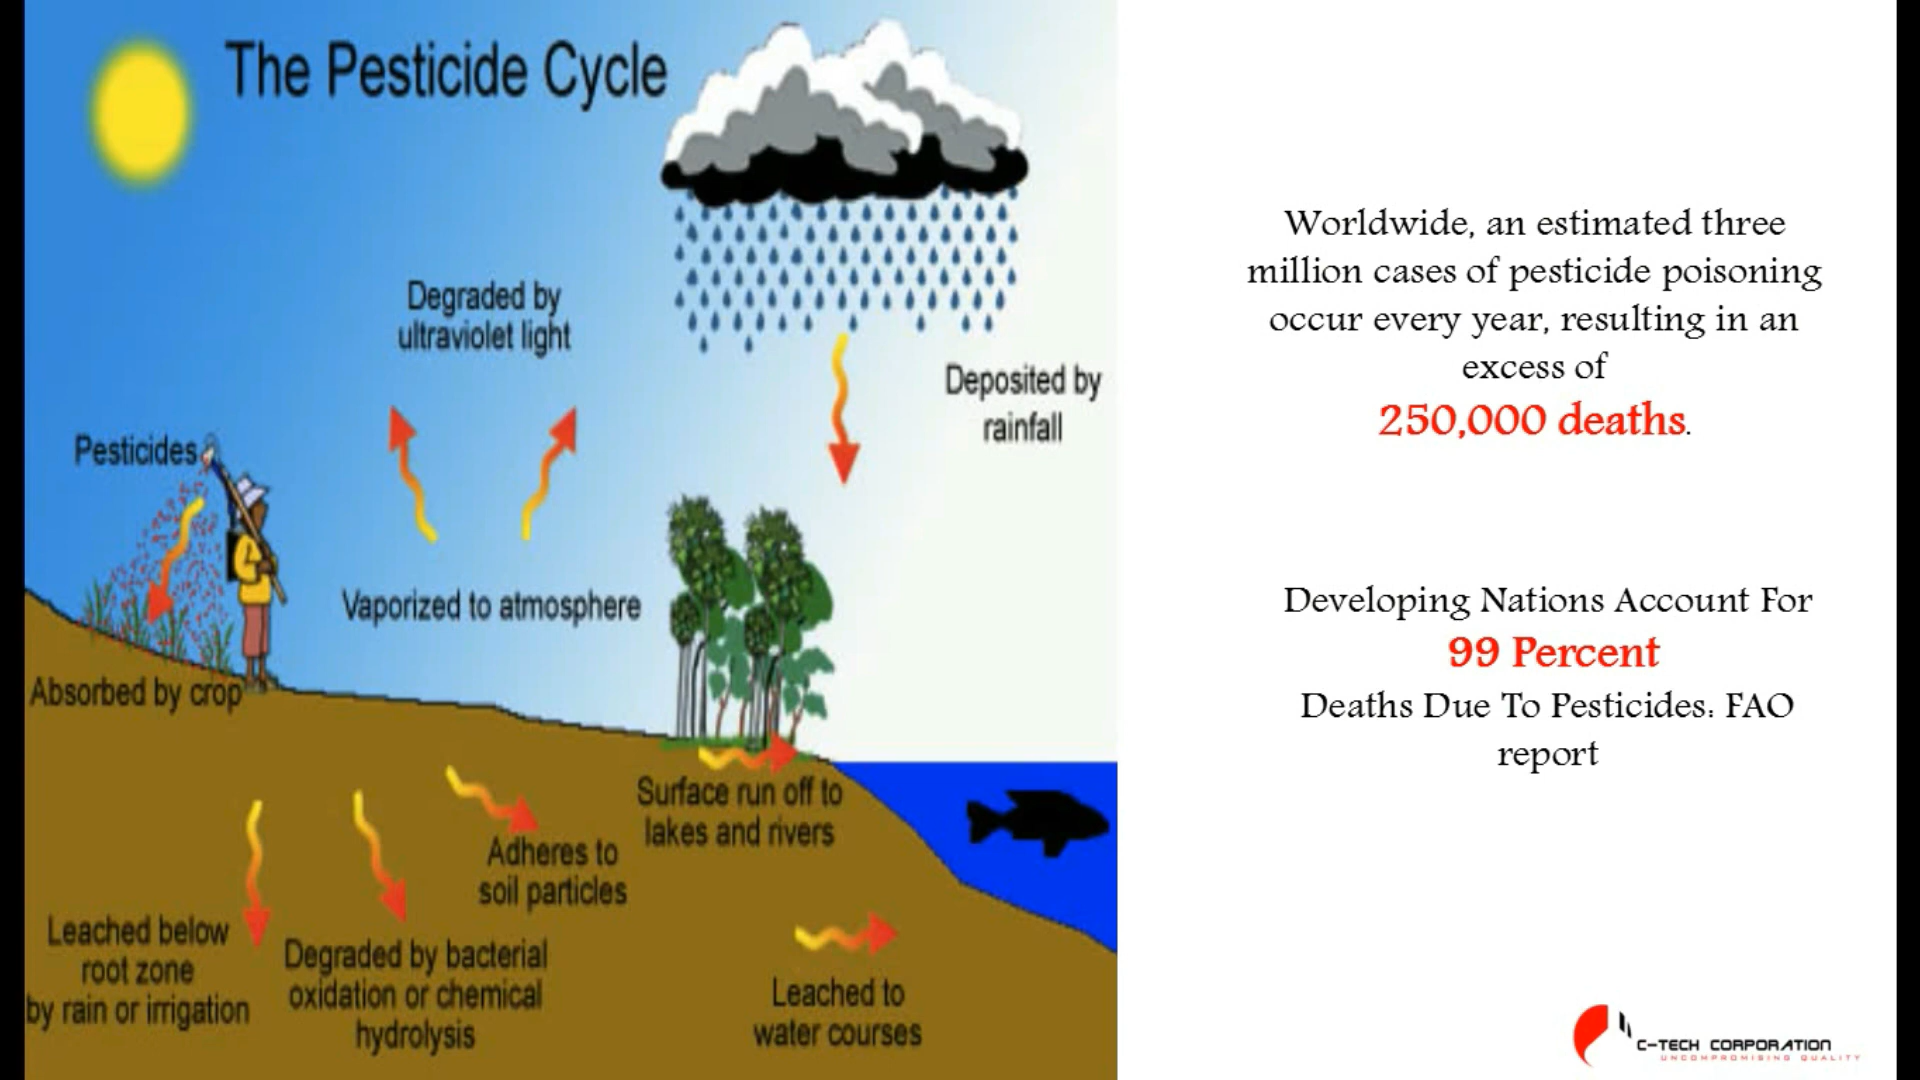 The Pesticide Cycle
Degraded by
ultraviolet light
Deposited by
rainfall
Pesticides
Vaporized to atmosphere
Absorbed by crop
Surface run off to
lakes and rivers
Adheres to
soil particles
Leached below
root zone
by rain or irrigation
Degraded by bacterial
oxidation or chemical
hydrolysis
Leached to
water courses
Worldwide, an estimated three
million cases of pesticide poisoning
occur every year, resulting in an
excess of
250,000 deaths.
Developing Nations Account For
99 Percent
Deaths Due To Pesticides: FAO
report
C-TECH CORPORATION
UNCOMPROMISING QUALITY